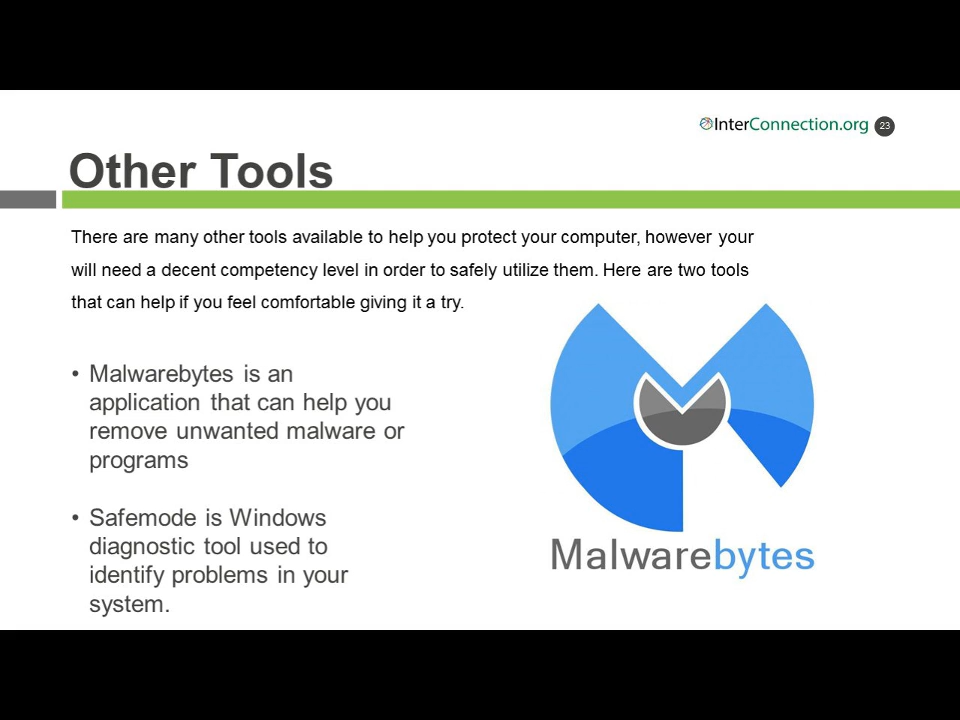 InterConnection.org 23
Other Tools
There are many other tools available to help you protect your computer, however your
will need a decent competency level in order to safely utilize them. Here are two tools
that can help if you feel comfortable giving it a try.
• Malwarebytes is an
application that can help you
remove unwanted malware or
programs
• Safemode is Windows
diagnostic tool used to
identify problems in your
system.
Malwarebytes